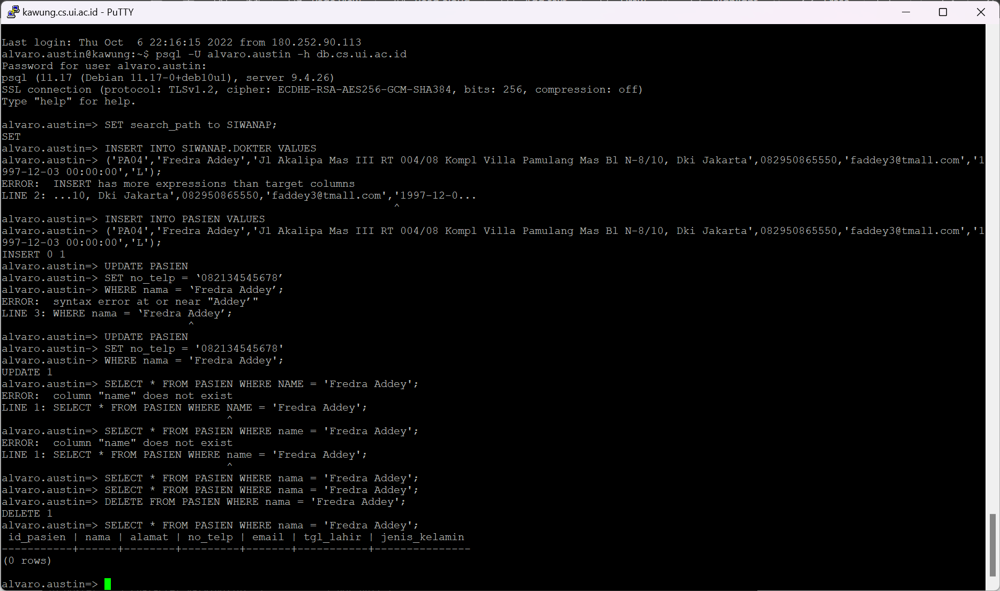 kawung.cs.ui.ac.id - PuTTY
Last login: Thu Oct  6 22:16:15 2022 from 180.252.90.113
alvaro.austin@kawung:~$ psql -U alvaro.austin -h db.cs.ui.ac.id
Password for user alvaro.austin:
psql (11.17 (Debian 11.17-0+deb10u1), server 9.4.26)
SSL connection (protocol: TLSv1.2, cipher: ECDHE-RSA-AES256-GCM-SHA384, bits: 256, compression: off)
Type "help" for help.
alvaro.austin=> SET search_path to SIWANAP;
SET
alvaro.austin=> INSERT INTO SIWANAP.DOKTER VALUES
alvaro.austin-> ('PA04','Fredra Addey','Jl Akalipa Mas III RT 004/08 Kompl Villa Pamulang Mas Bl N-8/10, Dki Jakarta',082950865550,'faddey3@tmall.com','1
997-12-03 00:00:00','L');
ERROR:  INSERT has more expressions than target columns
LINE 2: ...10, Dki Jakarta',082950865550,'faddey3@tmall.com','1997-12-0...
                                                             ^
alvaro.austin=> INSERT INTO PASIEN VALUES
alvaro.austin-> ('PA04','Fredra Addey','Jl Akalipa Mas III RT 004/08 Kompl Villa Pamulang Mas Bl N-8/10, Dki Jakarta',082950865550,'faddey3@tmall.com','1
997-12-03 00:00:00','L');
INSERT 0 1
alvaro.austin=> UPDATE PASIEN
alvaro.austin-> SET no_telp = ‘082134545678’
alvaro.austin-> WHERE nama = ‘Fredra Addey’;
ERROR:  syntax error at or near "Addey’"
LINE 3: WHERE nama = ‘Fredra Addey’;
                             ^
alvaro.austin=> UPDATE PASIEN
alvaro.austin-> SET no_telp = '082134545678'
alvaro.austin-> WHERE nama = 'Fredra Addey';
UPDATE 1
alvaro.austin=> SELECT * FROM PASIEN WHERE NAME = 'Fredra Addey';
ERROR:  column "name" does not exist
LINE 1: SELECT * FROM PASIEN WHERE NAME = 'Fredra Addey';
                                   ^
alvaro.austin=> SELECT * FROM PASIEN WHERE name = 'Fredra Addey';
ERROR:  column "name" does not exist
LINE 1: SELECT * FROM PASIEN WHERE name = 'Fredra Addey';
                                   ^
alvaro.austin=> SELECT * FROM PASIEN WHERE nama = 'Fredra Addey';
alvaro.austin=> SELECT * FROM PASIEN WHERE nama = 'Fredra Addey';
alvaro.austin=> DELETE FROM PASIEN WHERE nama = 'Fredra Addey';
DELETE 1
alvaro.austin=> SELECT * FROM PASIEN WHERE nama = 'Fredra Addey';
 id_pasien | nama | alamat | no_telp | email | tgl_lahir | jenis_kelamin
-----------+------+--------+---------+-------+-----------+---------------
(0 rows)
alvaro.austin=>